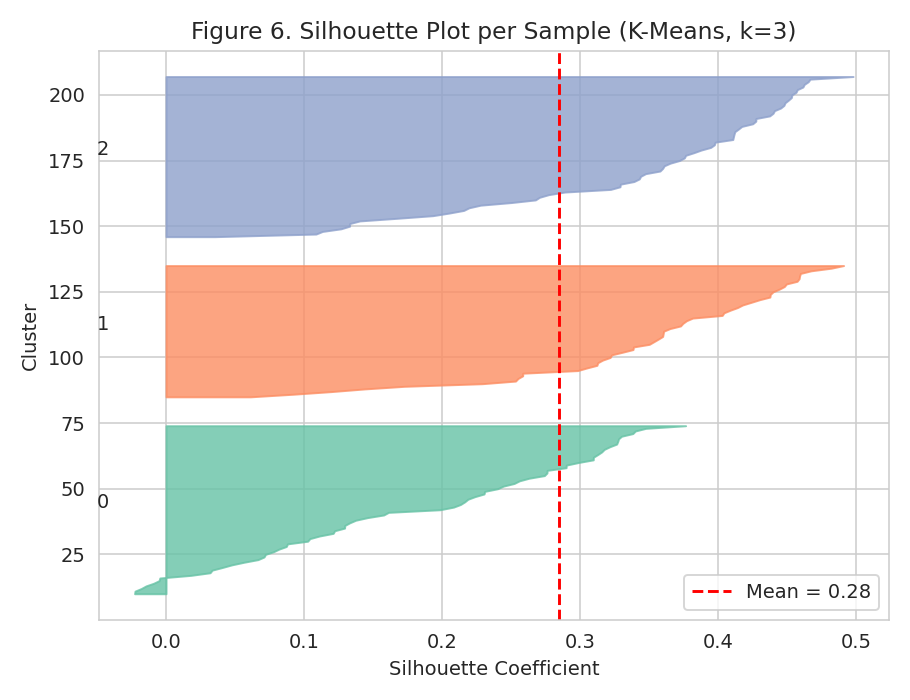 Figure 6. Silhouette Plot per Sample (K-Means, k=3)
200
2
175
150
125
1
100
75
50
0
25
Cluster
Mean = 0.28
0.0 0.1 0.2 0.3 0.4 0.5
Silhouette Coefficient